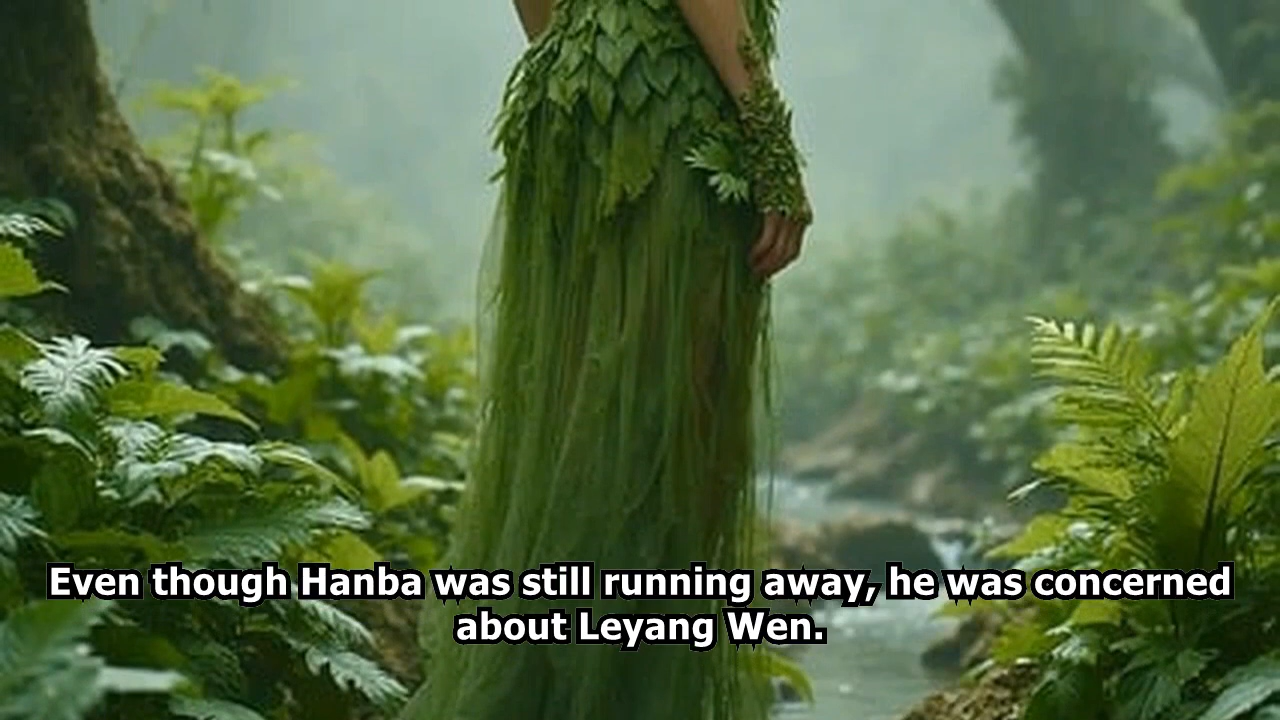 Even though Hanba was still running away, he was concerned
about Leyang Wen.